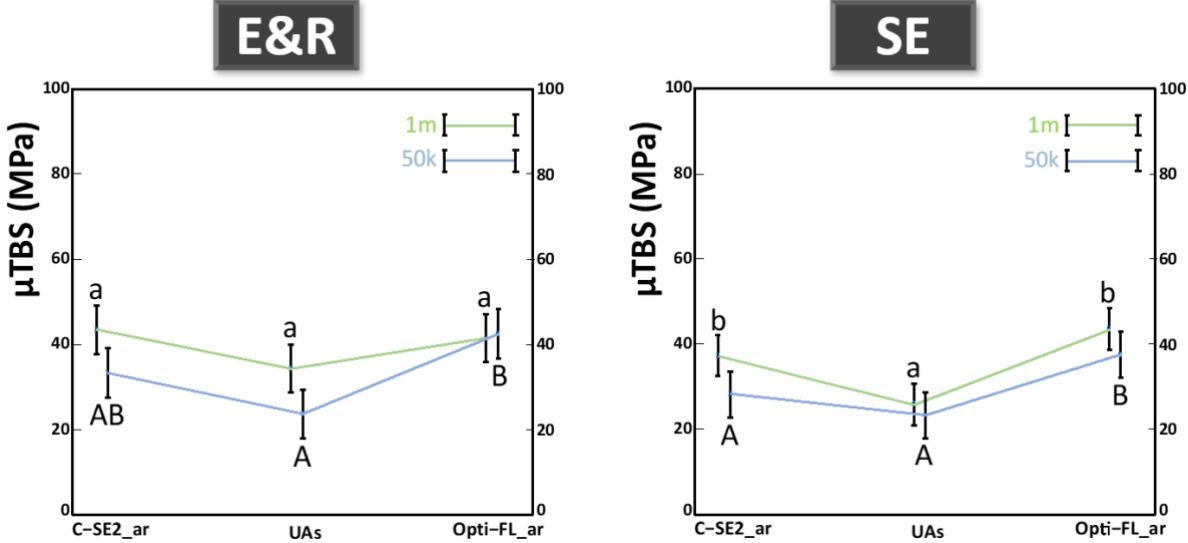 E&R
SE
µTBS (MPa)
100
80
60
40
20
0
100
80
60
40
20
0
1m
50k
a
a
a
AB
A
B
C–SE2_ar
UAs
Opti–FL_ar
µTBS (MPa)
100
80
60
40
20
0
100
80
60
40
20
0
1m
50k
b
a
b
A
A
B
C–SE2_ar
UAs
Opti–FL_ar